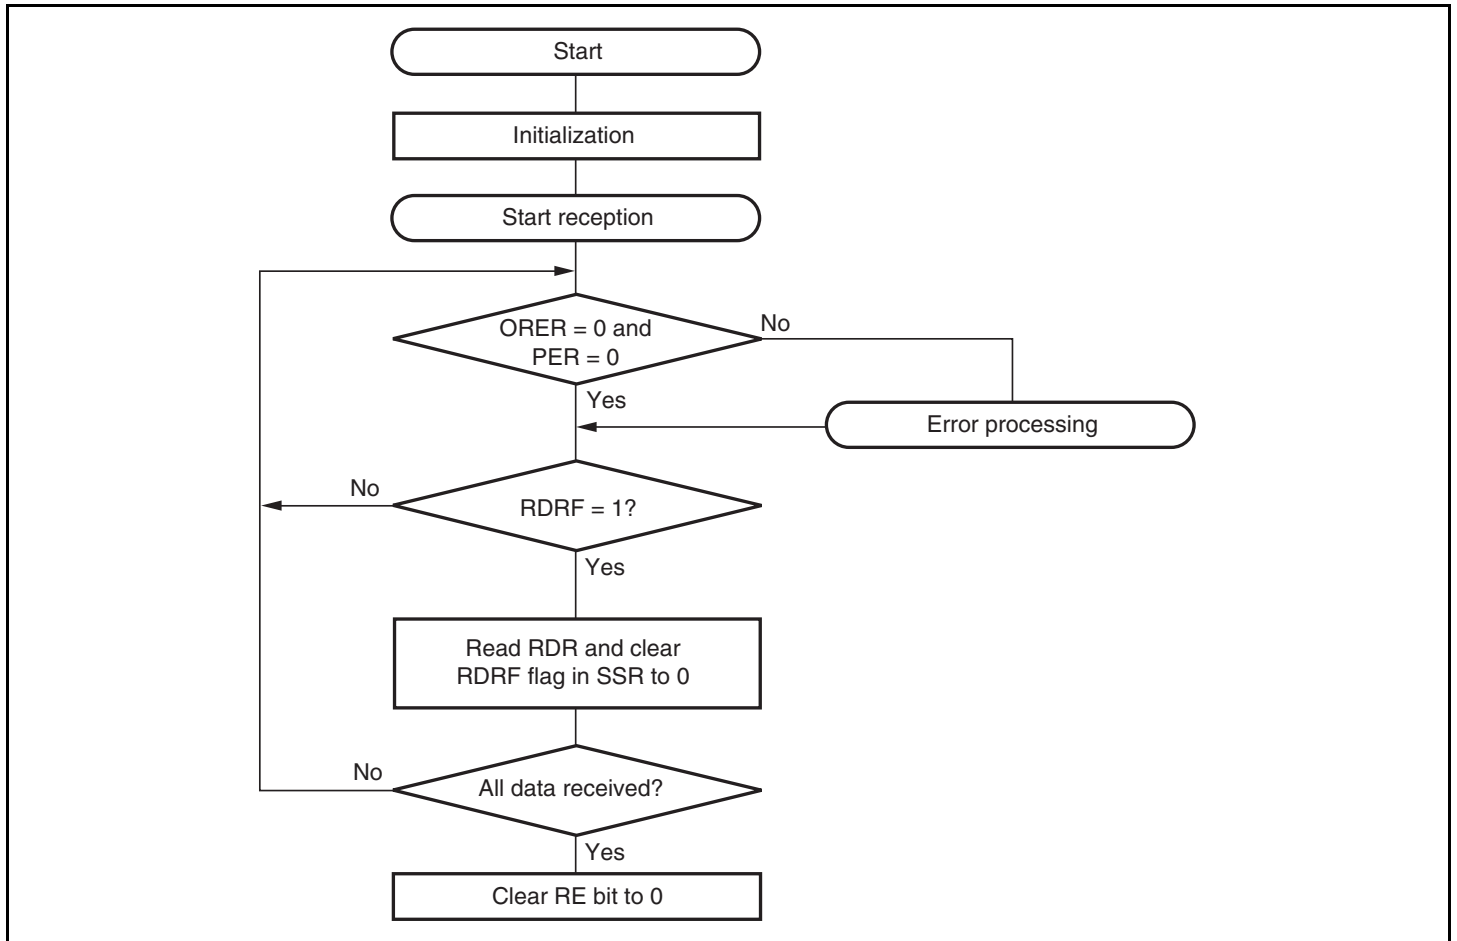 Start
Initialization
Start reception
ORER = 0 and
PER = 0
No
Yes
Error processing
No
RDRF = 1?
Yes
Read RDR and clear
RDRF flag in SSR to 0
No
All data received?
Yes
Clear RE bit to 0